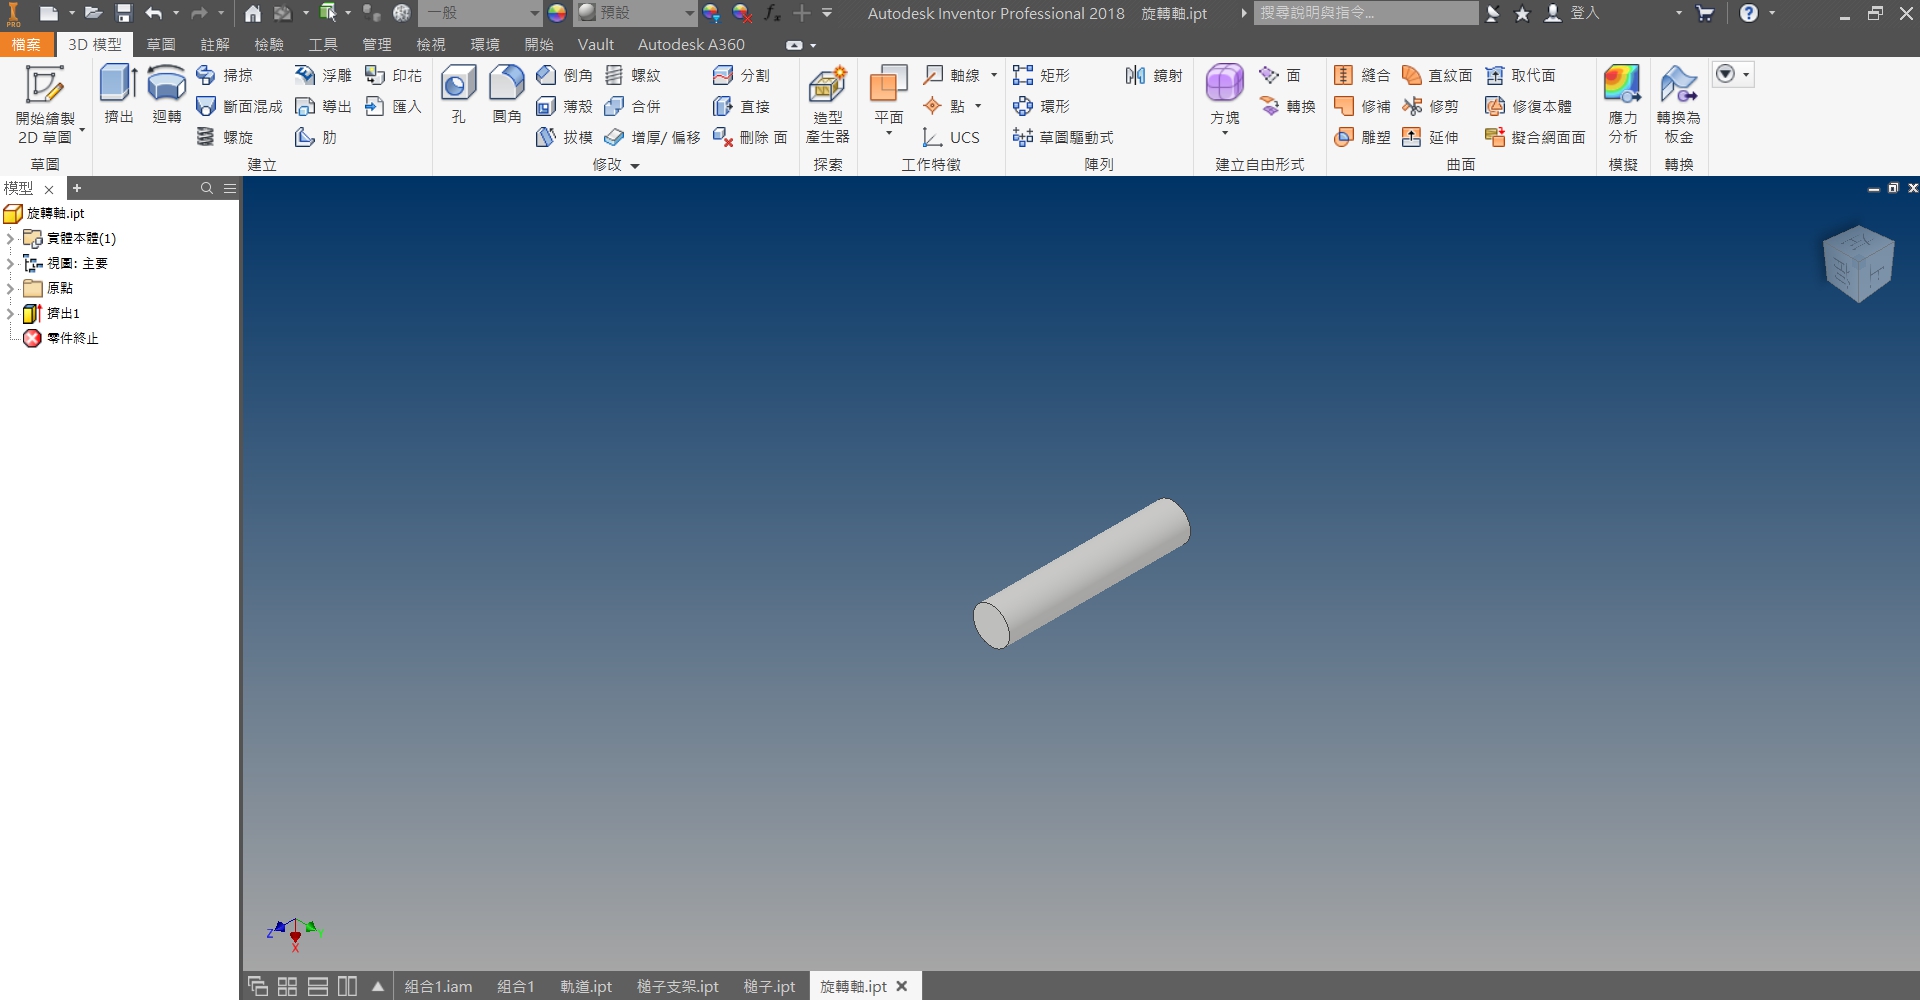 PRO 一般 預設 Autodesk Inventor Professional 2018 旋轉軸.ipt 搜尋說明與指令... 登入
檔案 3D 模型 草圖 註解 檢驗 工具 管理 檢視 環境 開始 Vault Autodesk A360
開始繪製
2D 草圖
草圖
擠出 迴轉
掃掠 浮雕 印花
斷面混成 導出 匯入
螺旋 肋
建立
孔 圓角
倒角 螺紋 分割
薄殼 合併 直接
拔模 增厚/ 偏移 刪除 面
修改
造型
產生器
探索
平面
軸線
點
UCS
工作特徵
矩形 鏡射
環形
草圖驅動式
陣列
方塊
面
轉換
建立自由形式
縫合 直紋面 取代面
修補 修剪 修復本體
雕塑 延伸 擬合網面面
曲面
應力
分析
模擬
轉換為
板金
轉換
模型
旋轉軸.ipt
實體本體(1)
視圖: 主要
原點
擠出1
零件終止
Z X Y
組合1.iam 組合1 軌道.ipt 槌子支架.ipt 槌子.ipt 旋轉軸.ipt